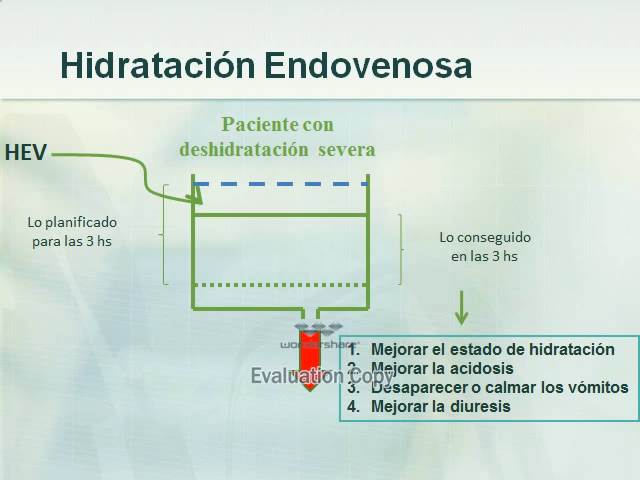 Hidratación Endovenosa
Paciente con
deshidratación severa
HEV
Lo planificado
para las 3 hs
Lo conseguido
en las 3 hs
wondershare
Evaluation Copy
1. Mejorar el estado de hidratación
2. Mejorar la acidosis
3. Desaparecer o calmar los vómitos
4. Mejorar la diuresis